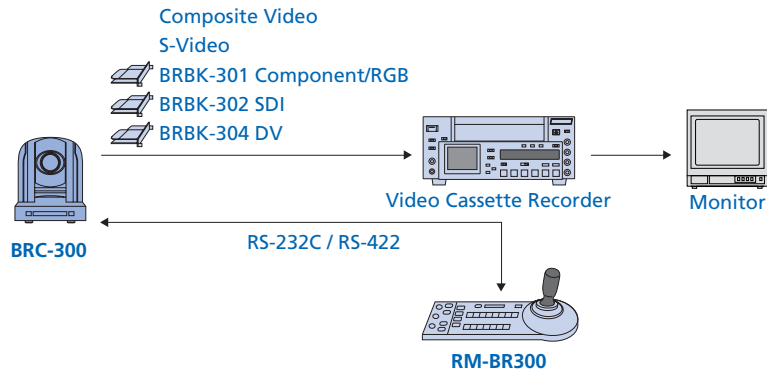 Composite Video
S-Video
BRBK-301 Component/RGB
BRBK-302 SDI
BRBK-304 DV
Video Cassette Recorder
Monitor
BRC-300
RS-232C / RS-422
RM-BR300